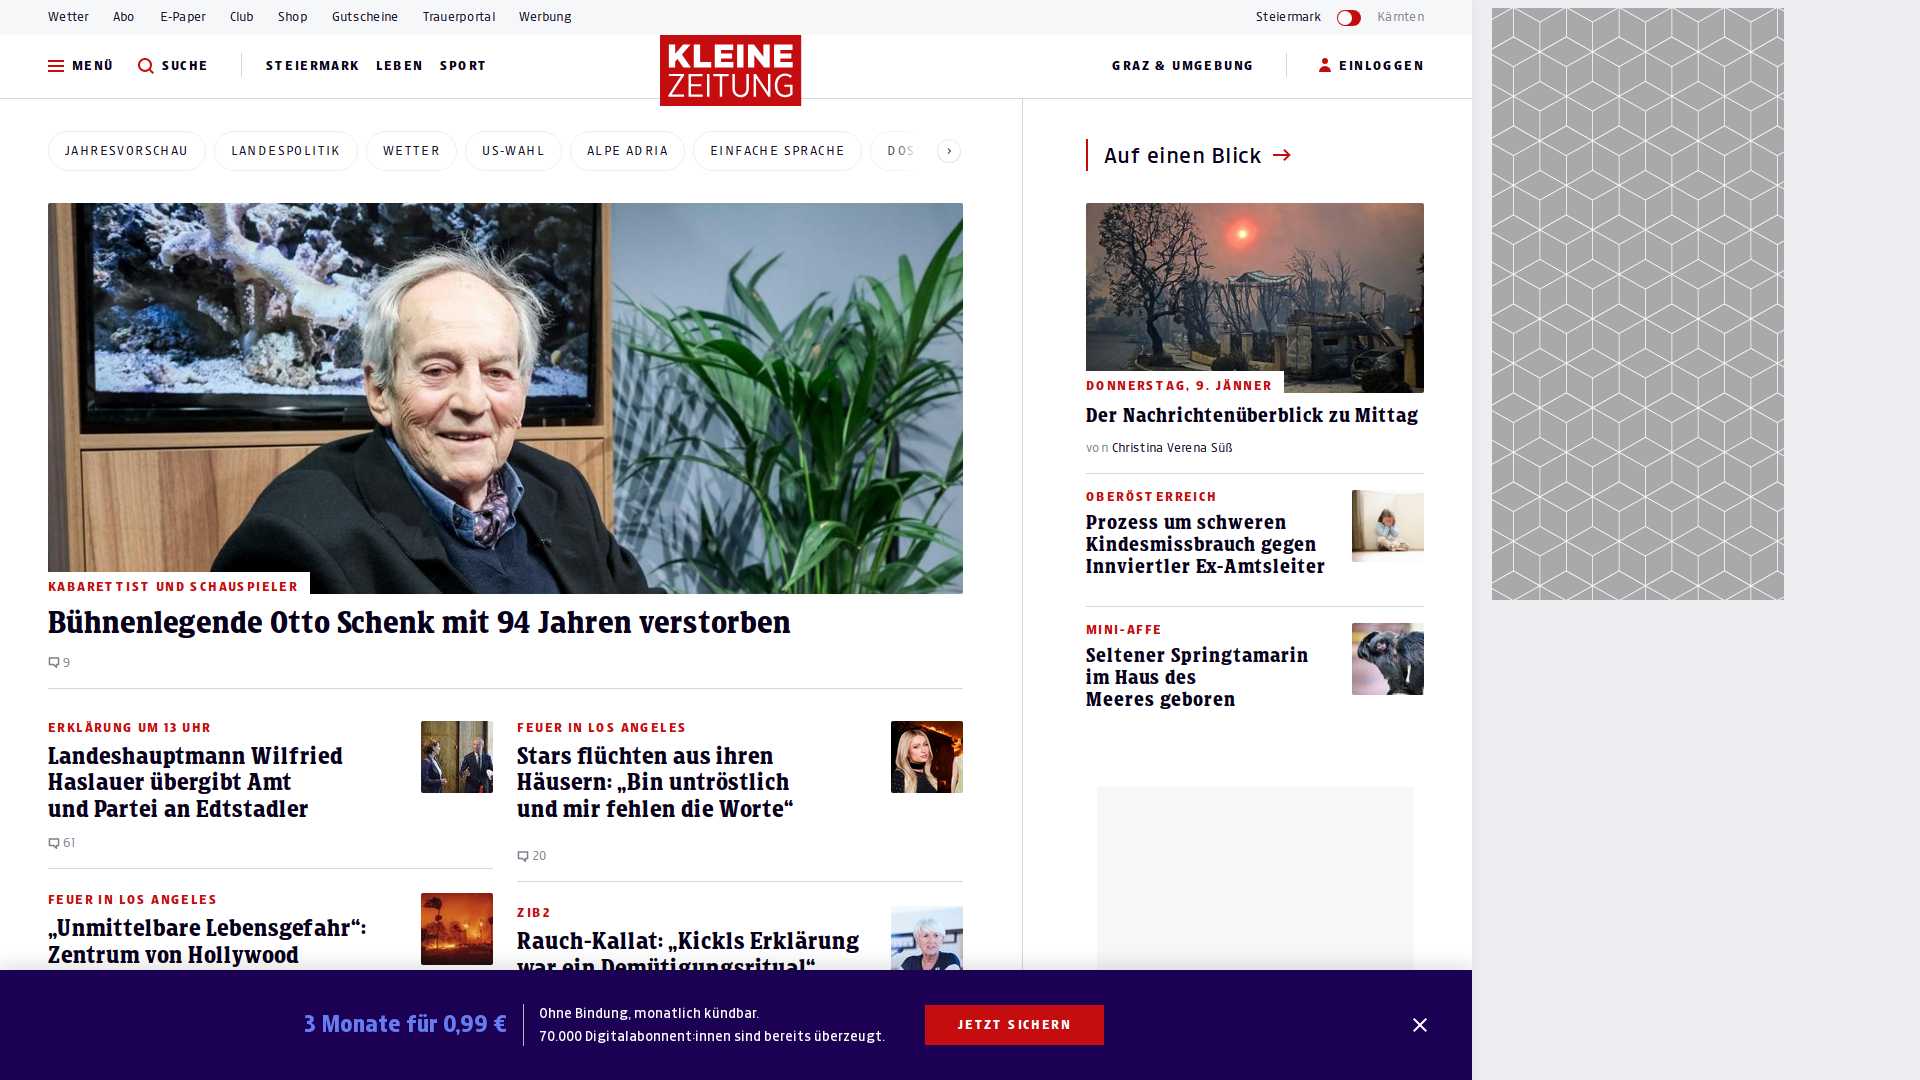 Wetter Abo E-Paper Club Shop Gutscheine Trauerportal Werbung
Steiermark Kärnten
MENÜ SUCHE STEIERMARK LEBEN SPORT
KLEINE
ZEITUNG
GRAZ & UMGEBUNG EINLOGGEN
JAHRESVORSCHAU LANDESPOLITIK WETTER US-WAHL ALPE ADRIA EINFACHE SPRACHE DOS
KABARETTIST UND SCHAUSPIELER
Bühnenlegende Otto Schenk mit 94 Jahren verstorben
9
ERKLÄRUNG UM 13 UHR
Landeshauptmann Wilfried
Haslauer übergibt Amt
und Partei an Edtstadler
61
FEUER IN LOS ANGELES
„Unmittelbare Lebensgefahr“:
Zentrum von Hollywood
FEUER IN LOS ANGELES
Stars flüchten aus ihren
Häusern: „Bin untröstlich
und mir fehlen die Worte“
20
ZIB2
Rauch-Kallat: „Kickls Erklärung
war ein Demütigungsritual“
Auf einen Blick
DONNERSTAG, 9. JÄNNER
Der Nachrichtenüberblick zu Mittag
von Christina Verena Süß
OBERÖSTERREICH
Prozess um schweren
Kindesmissbrauch gegen
Innviertler Ex-Amtsleiter
MINI-AFFE
Seltener Springtamarin
im Haus des
Meeres geboren
3 Monate für 0,99 €
Ohne Bindung, monatlich kündbar.
70.000 Digitalabonnent:innen sind bereits überzeugt.
JETZT SICHERN